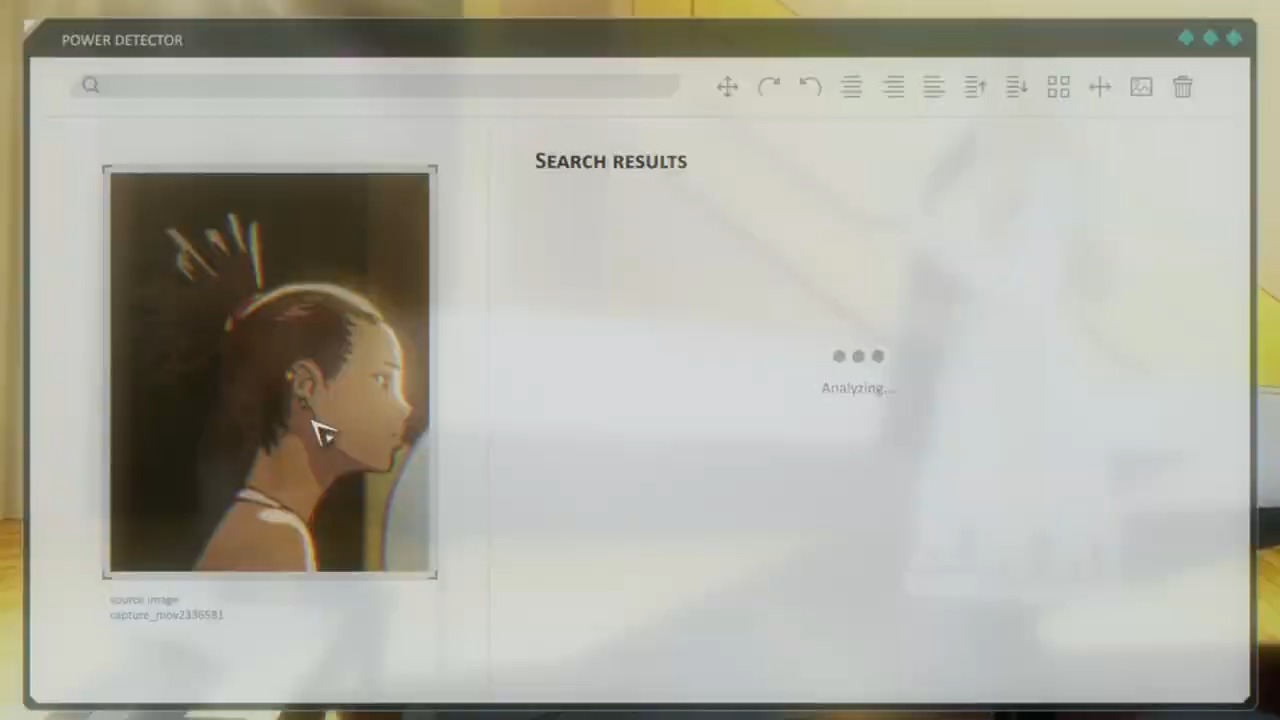 POWER DETECTOR
SEARCH RESULTS
Analyzing...
source image
capture_mov2336581